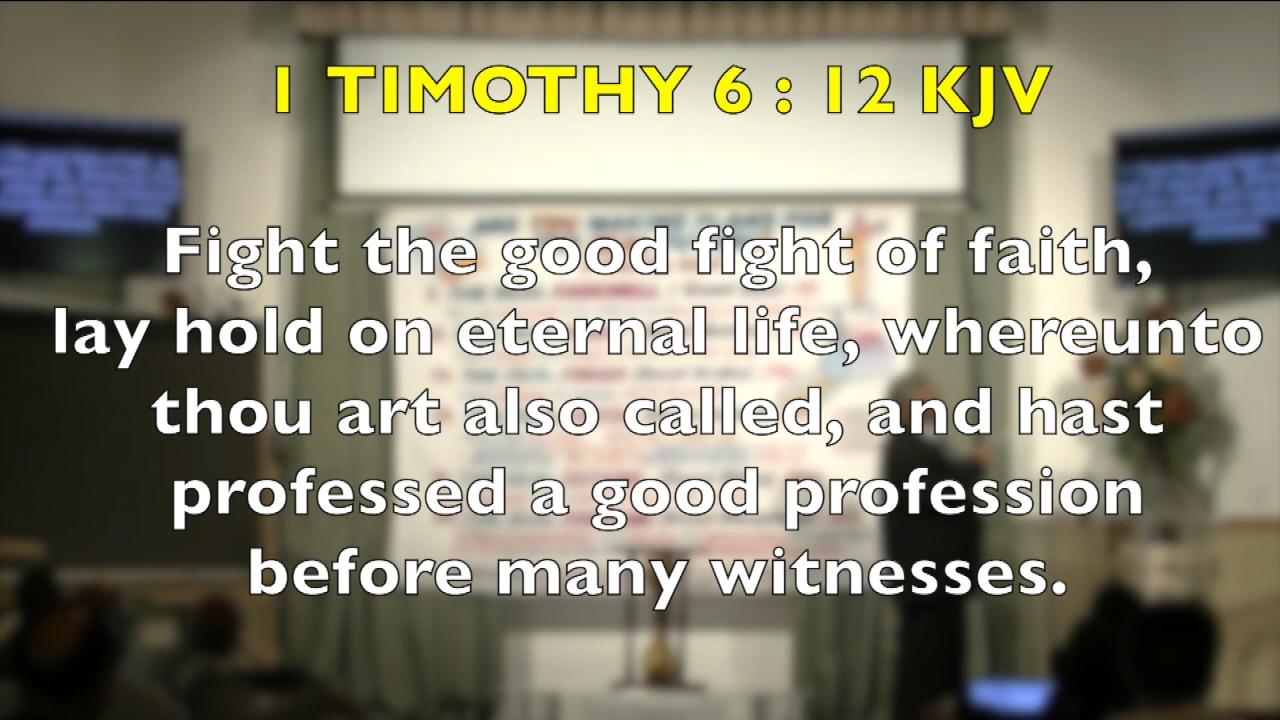 1 TIMOTHY 6 : 12 KJV
Fight the good fight of faith,
lay hold on eternal life, whereunto
thou art also called, and hast
professed a good profession
before many witnesses.